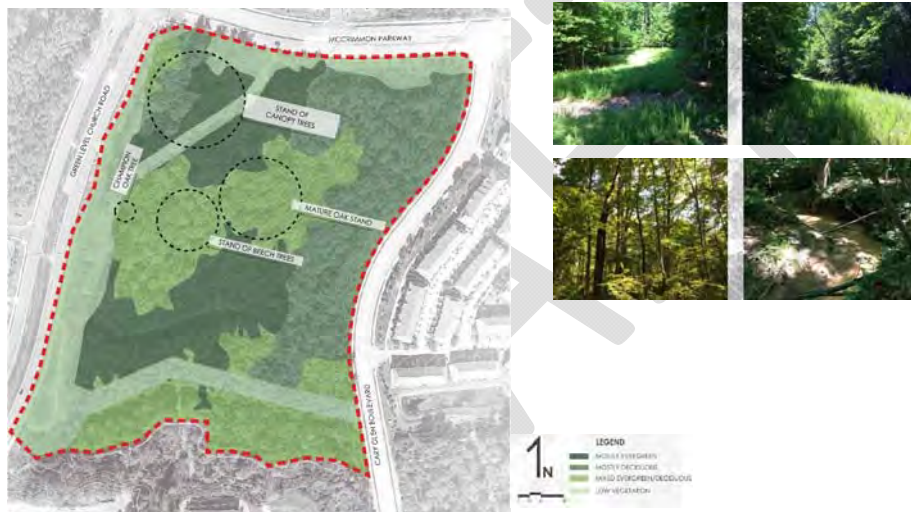 MCCRIMMON PARKWAY
GREEN LEVEL CHURCH ROAD
STAND OF
CANOPY TREES
CHAMPION
OAK TREE
MATURE OAK STAND
STAND OF BEECH TREES
CARY GLEN BOULEVARD
N
LEGEND
MOSTLY EVERGREEN
MOSTLY DECIDUOUS
MIXED EVERGREEN/DECIDUOUS
LOW VEGETATION